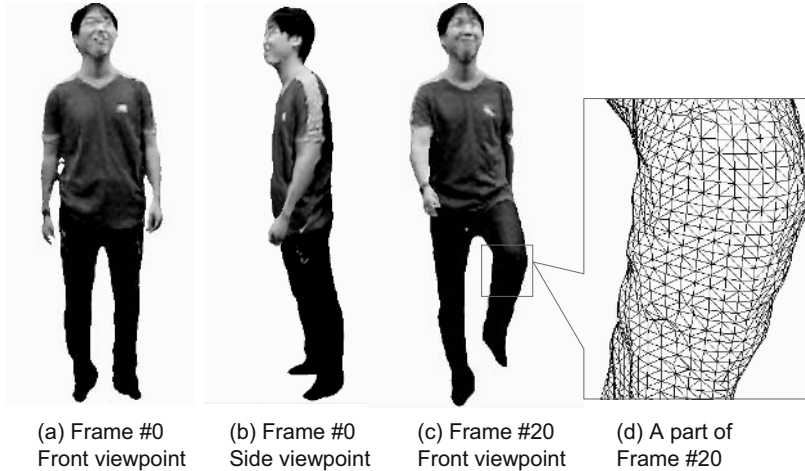 (a) Frame #0
Front viewpoint
(b) Frame #0
Side viewpoint
(c) Frame #20
Front viewpoint
(d) A part of
Frame #20